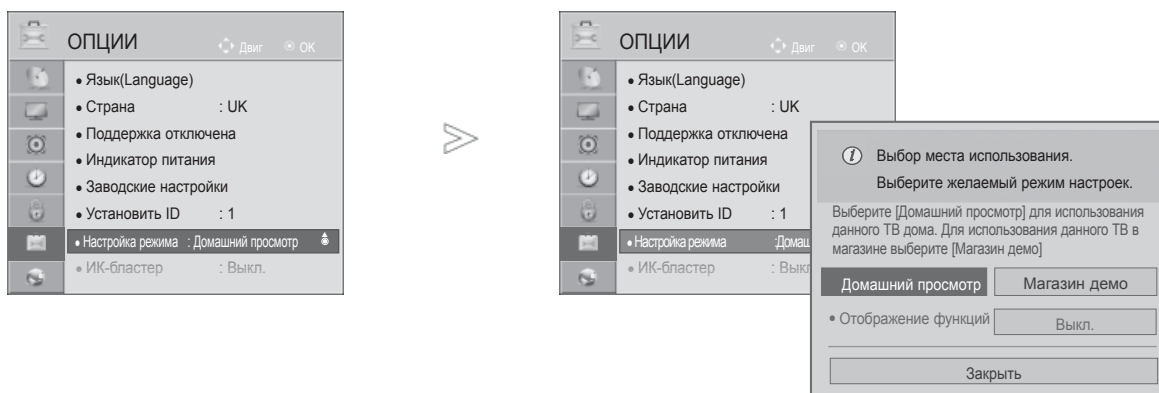 ОПЦИИ Двиг OK
• Язык(Language)
• Страна : UK
• Поддержка отключена
• Индикатор питания
• Заводские настройки
• Установить ID : 1
• Настройка режима : Домашний просмотр
• ИК-бластер : Выкл.
ОПЦИИ Двиг OK
• Язык(Language)
• Страна : UK
• Поддержка отключена
• Индикатор питания
• Заводские настройки
• Установить ID : 1
• Настройка режима :Домаш
• ИК-бластер : Выкл
Выбор места использования.
Выберите желаемый режим настроек.
Выберите [Домашний просмотр] для использования
данного ТВ дома. Для использования данного ТВ в
магазине выберите [Магазин демо]
Домашний просмотр Магазин демо
• Отображение функций Выкл.
Закрыть